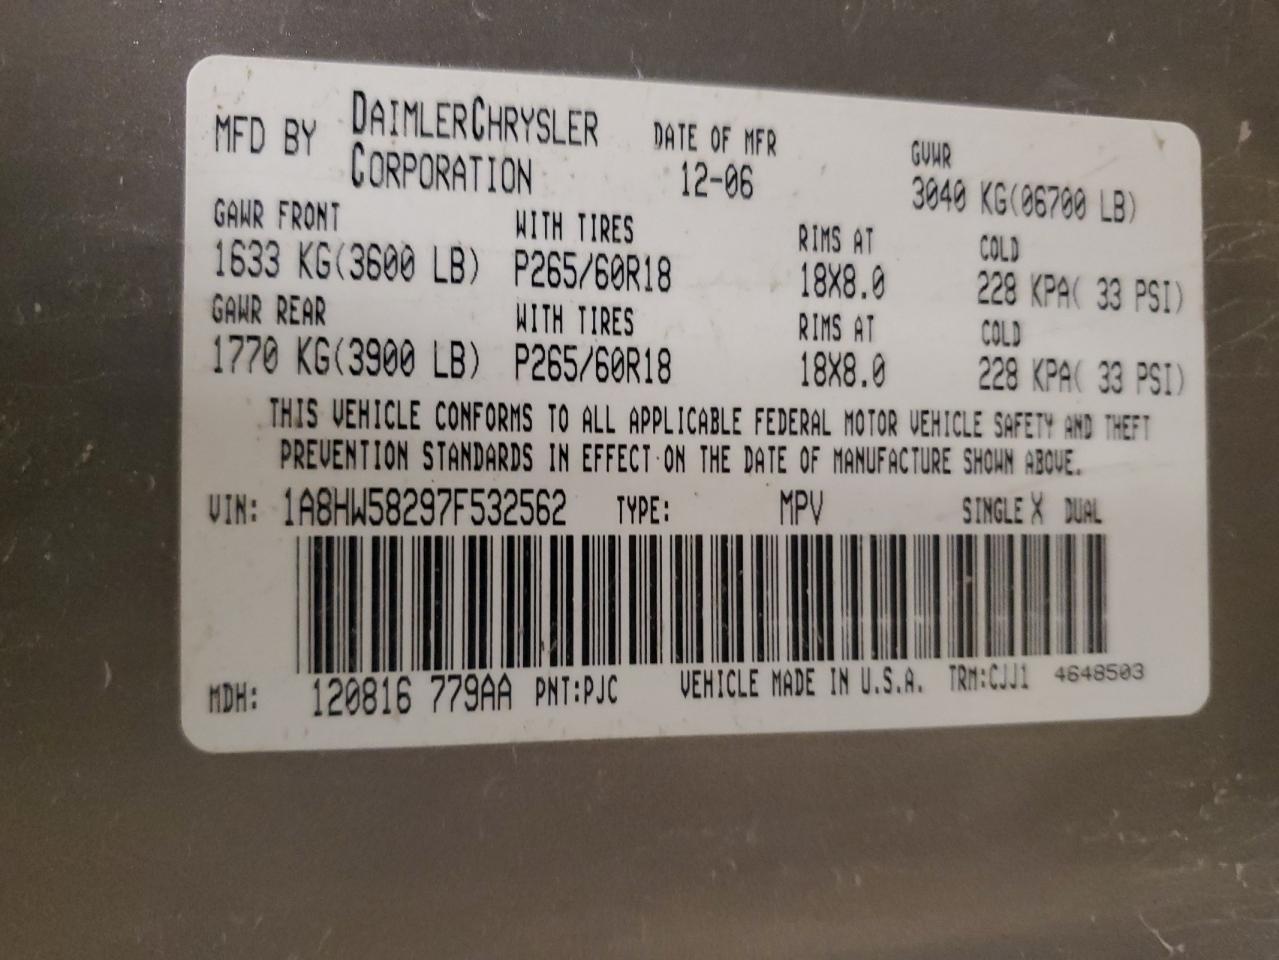 MFD BY DAIMLERCHRYSLER CORPORATION DATE OF MFR 12-06 GVWR 3040 KG(06700 LB)
GAWR FRONT WITH TIRES RIMS AT COLD
1633 KG(3600 LB) P265/60R18 18X8.0 228 KPA( 33 PSI)
GAWR REAR WITH TIRES RIMS AT COLD
1770 KG(3900 LB) P265/60R18 18X8.0 228 KPA( 33 PSI)
THIS VEHICLE CONFORMS TO ALL APPLICABLE FEDERAL MOTOR VEHICLE SAFETY AND THEFT
PREVENTION STANDARDS IN EFFECT ON THE DATE OF MANUFACTURE SHOWN ABOVE.
VIN: 1A8HW58297F532562 TYPE: MPV SINGLE X DUAL
MDH: 120816 779AA PNT:PJC VEHICLE MADE IN U.S.A. TRM:CJJ1 4648503